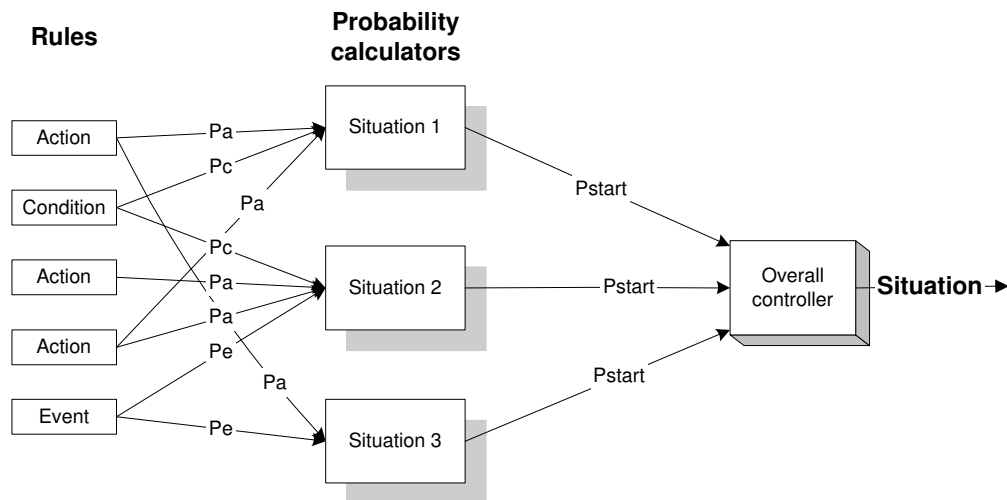 Rules
Probability
calculators
Action
Condition
Action
Action
Event
Pa
Pc
Pa
Pc
Pa
Pa
Pe
Pa
Pe
Situation 1
Situation 2
Situation 3
Pstart
Pstart
Pstart
Overall
controller
Situation